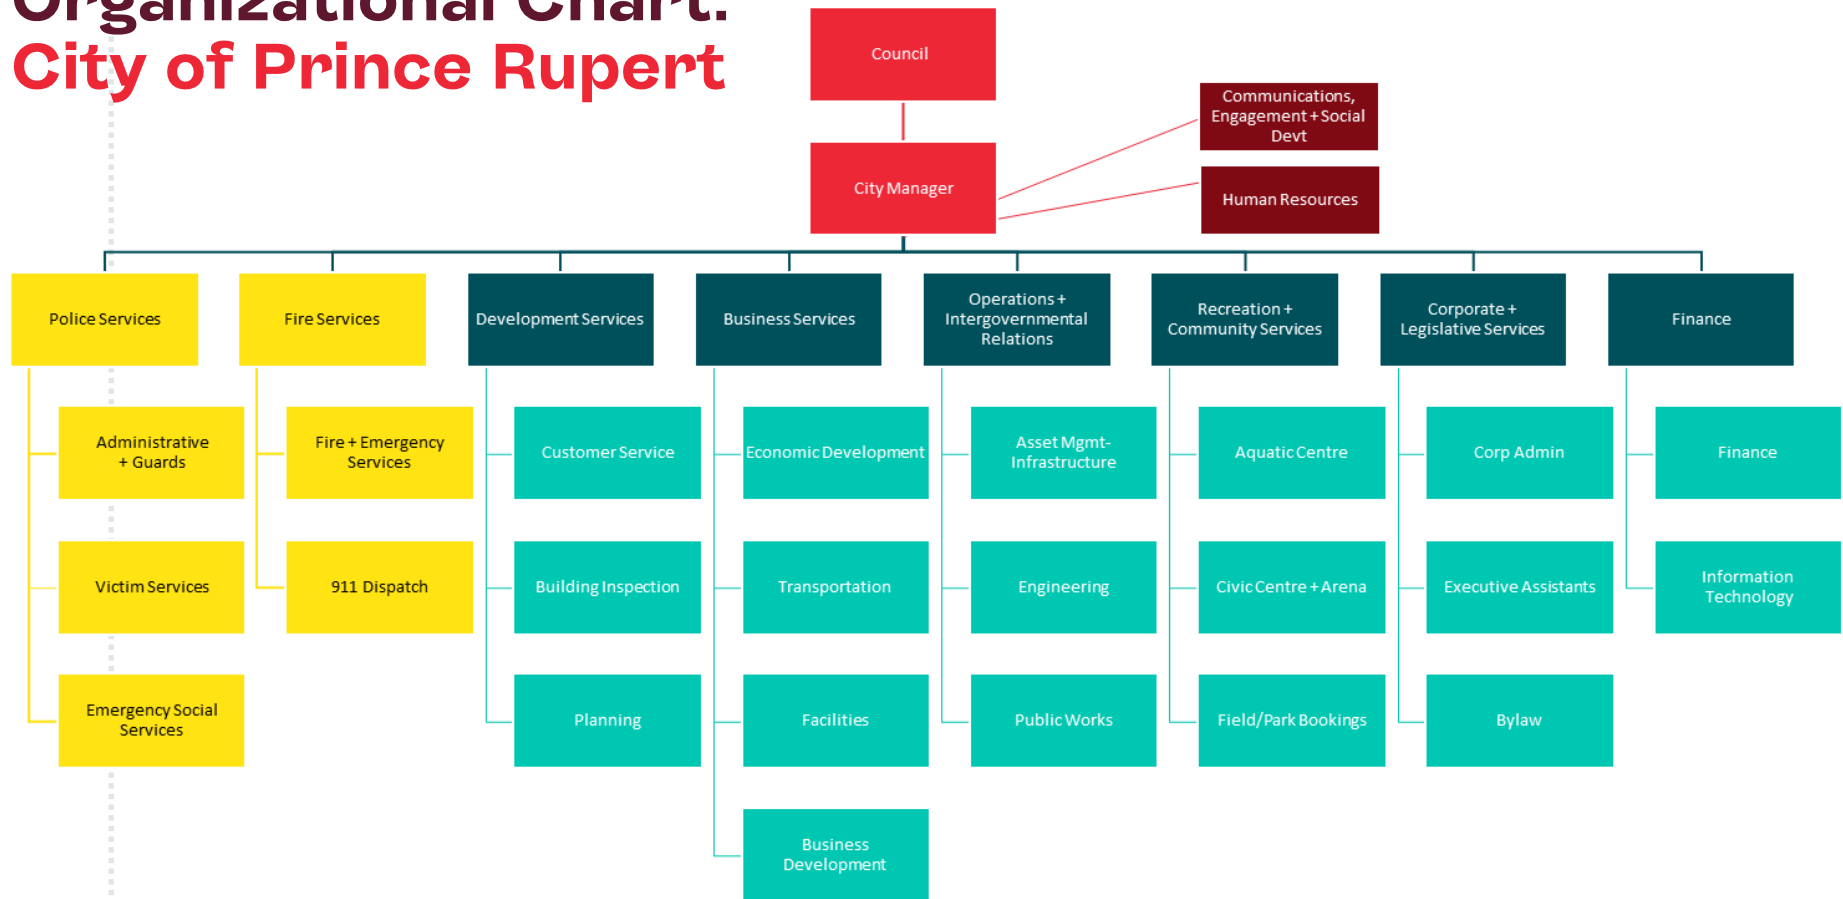 Organizational Chart:
City of Prince Rupert
Council
City Manager
Communications,
Engagement + Social
Devt
Human Resources
Police Services
Fire Services
Development Services
Business Services
Operations +
Intergovernmental
Relations
Recreation +
Community Services
Corporate +
Legislative Services
Finance
Administrative
+ Guards
Fire + Emergency
Services
Customer Service
Economic Development
Asset Mgmt-
Infrastructure
Aquatic Centre
Corp Admin
Finance
Victim Services
911 Dispatch
Building Inspection
Transportation
Engineering
Civic Centre + Arena
Executive Assistants
Information
Technology
Emergency Social
Services
Planning
Facilities
Public Works
Field/Park Bookings
Bylaw
Business
Development